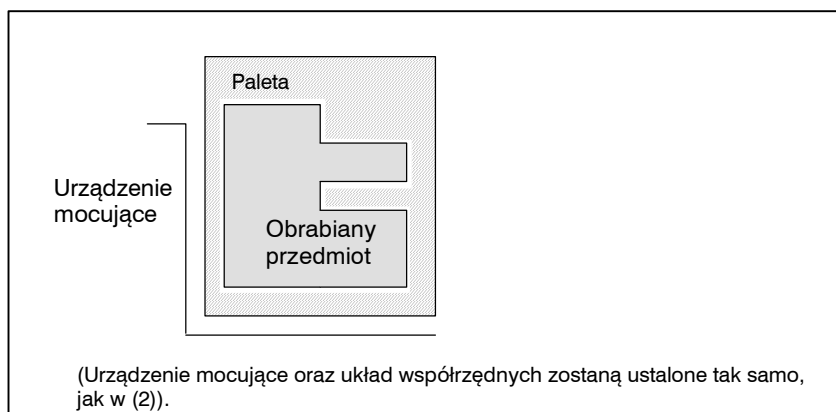 Paleta
Urządzenie
mocujące
Obrabiany
przedmiot
(Urządzenie mocujące oraz układ współrzędnych zostaną ustalone tak samo,
jak w (2)).